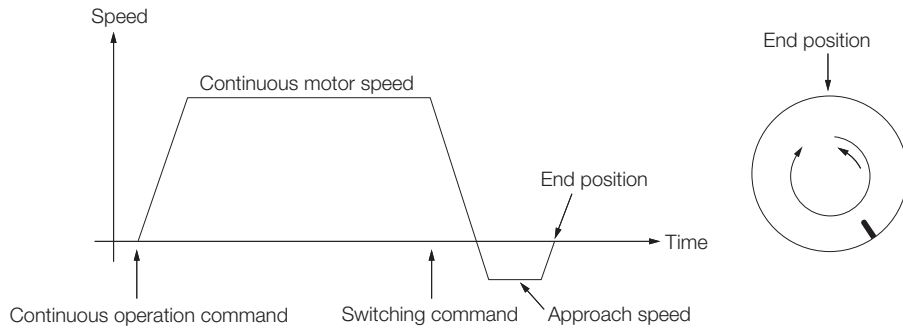 Speed
Continuous motor speed
End position
Time
Continuous operation command
Switching command
Approach speed
End position